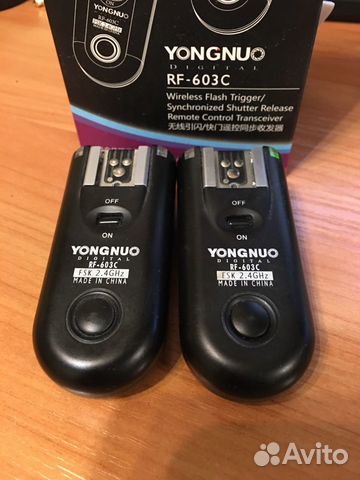 ON
YONGNUO
DIGITAL
RF-603C
Wireless Flash Trigger/
Synchronized Shutter Release
Remote Control Transceiver
无线引闪/快门遥控同步收发器
OFF
ON
YONGNUO
DIGITAL
RF-603C
FSK 2.4GHz
MADE IN CHINA
OFF
ON
YONGNUO
DIGITAL
RF-603C
FSK 2.4GHz
MADE IN CHINA
Avito